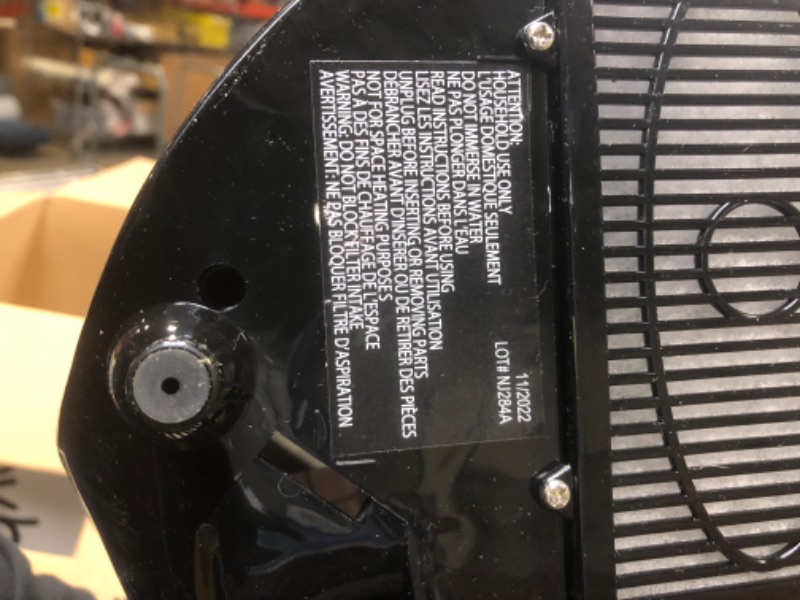 ATTENTION:
HOUSEHOLD USE ONLY
L'USAGE DOMESTIQUE SEULEMENT
DO NOT IMMERSE IN WATER
NE PAS PLONGER DANS L'EAU
READ INSTRUCTIONS BEFORE USING
LISEZ LES INSTRUCTIONS AVANT UTILISATION
UNPLUG BEFORE INSERTING OR REMOVING PARTS
DEBRANCHER AVANT D'INSÉRER OU DE RETIRER DES PIÈCES
NOT FOR SPACE HEATING PURPOSES
PAS À DES FINS DE CHAUFFAGE DE L'ESPACE
WARNING: DO NOT BLOCK FILTER INTAKE
AVERTISSEMENT: NE PAS BLOQUER FILTRE D'ASPIRATION
11/2022
LOT# NJ284A